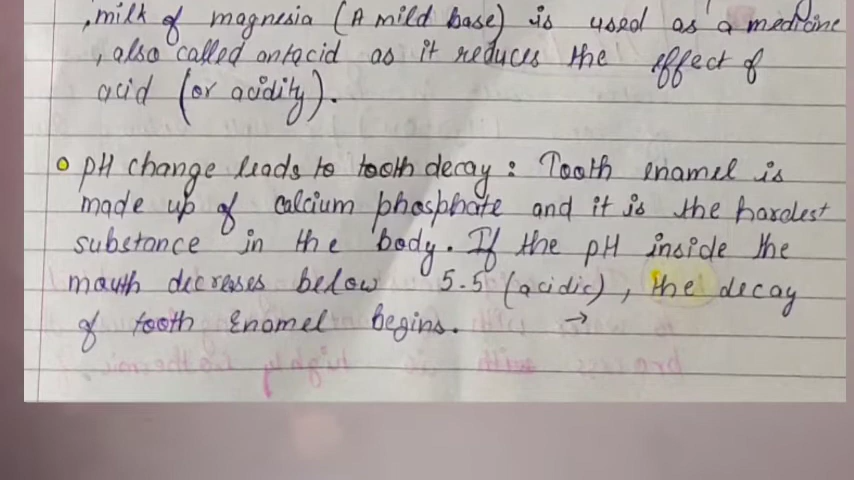 , milk of magnesia (A mild base) is used as a medicine
, also called antacid as it reduces the effect of
acid (or acidity).
o pH change leads to tooth decay : Tooth enamel is
made up of calcium phosphate and it is the hardest
substance in the body. If the pH inside the
mouth decreases below 5.5 (acidic), the decay
of tooth Enamel begins. →